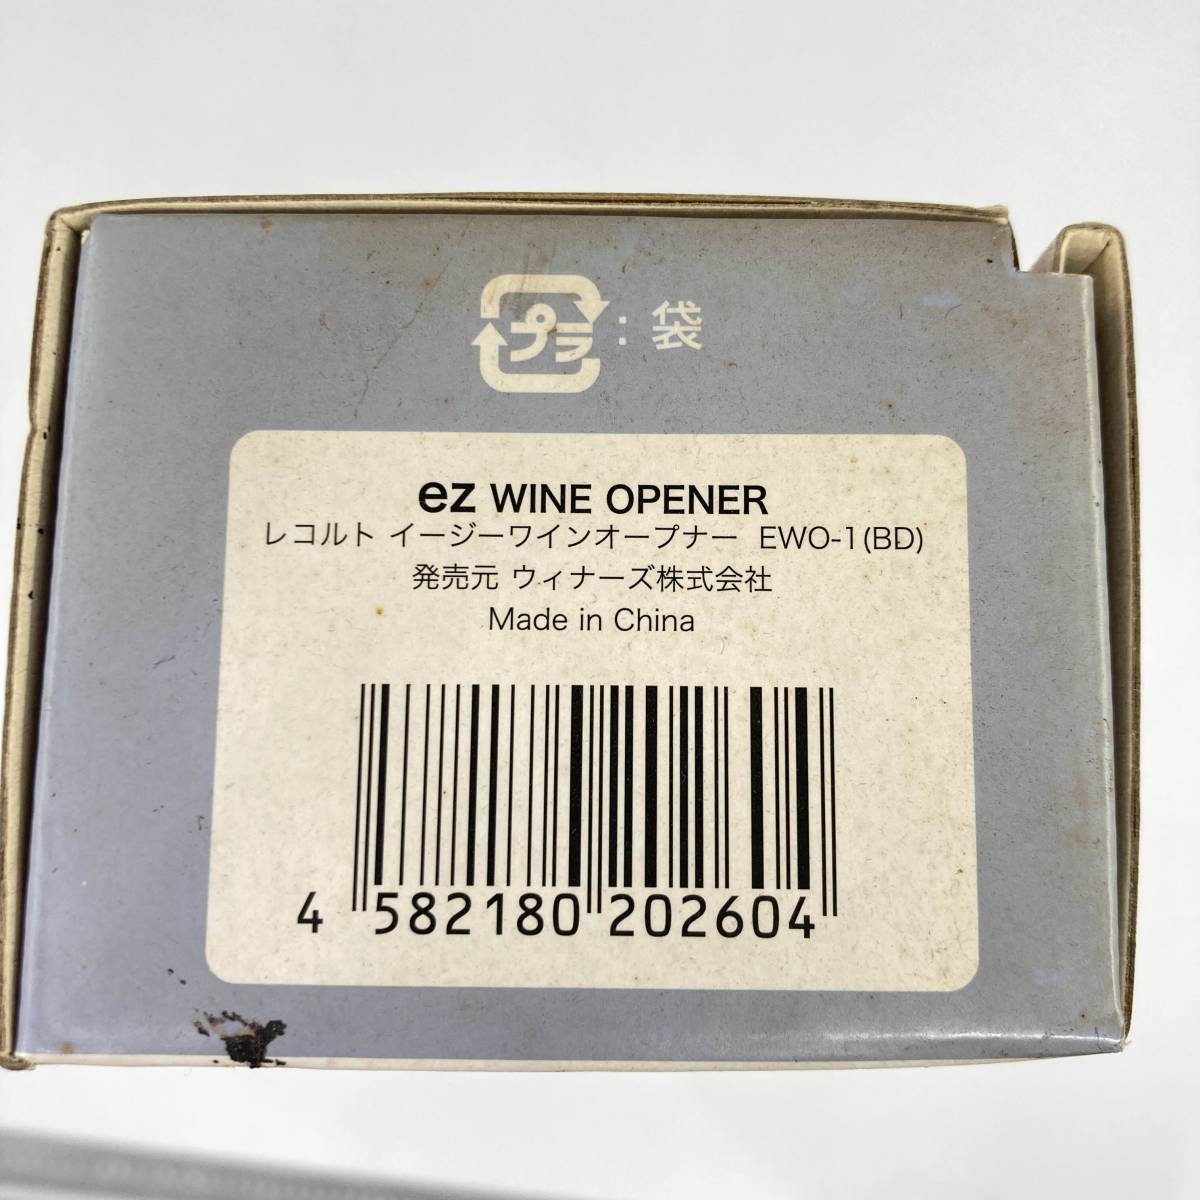 プラ : 袋
ez WINE OPENER
レコルト イージーワインオープナー EWO-1(BD)
発売元 ウィナーズ株式会社
Made in China
4 582180 202604